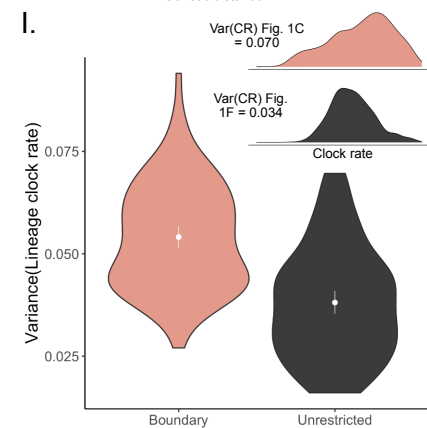 I.
Var(CR) Fig. 1C
= 0.070
Var(CR) Fig.
1F = 0.034
Clock rate
Variance(Lineage clock rate)
0.075
0.050
0.025
Boundary
Unrestricted